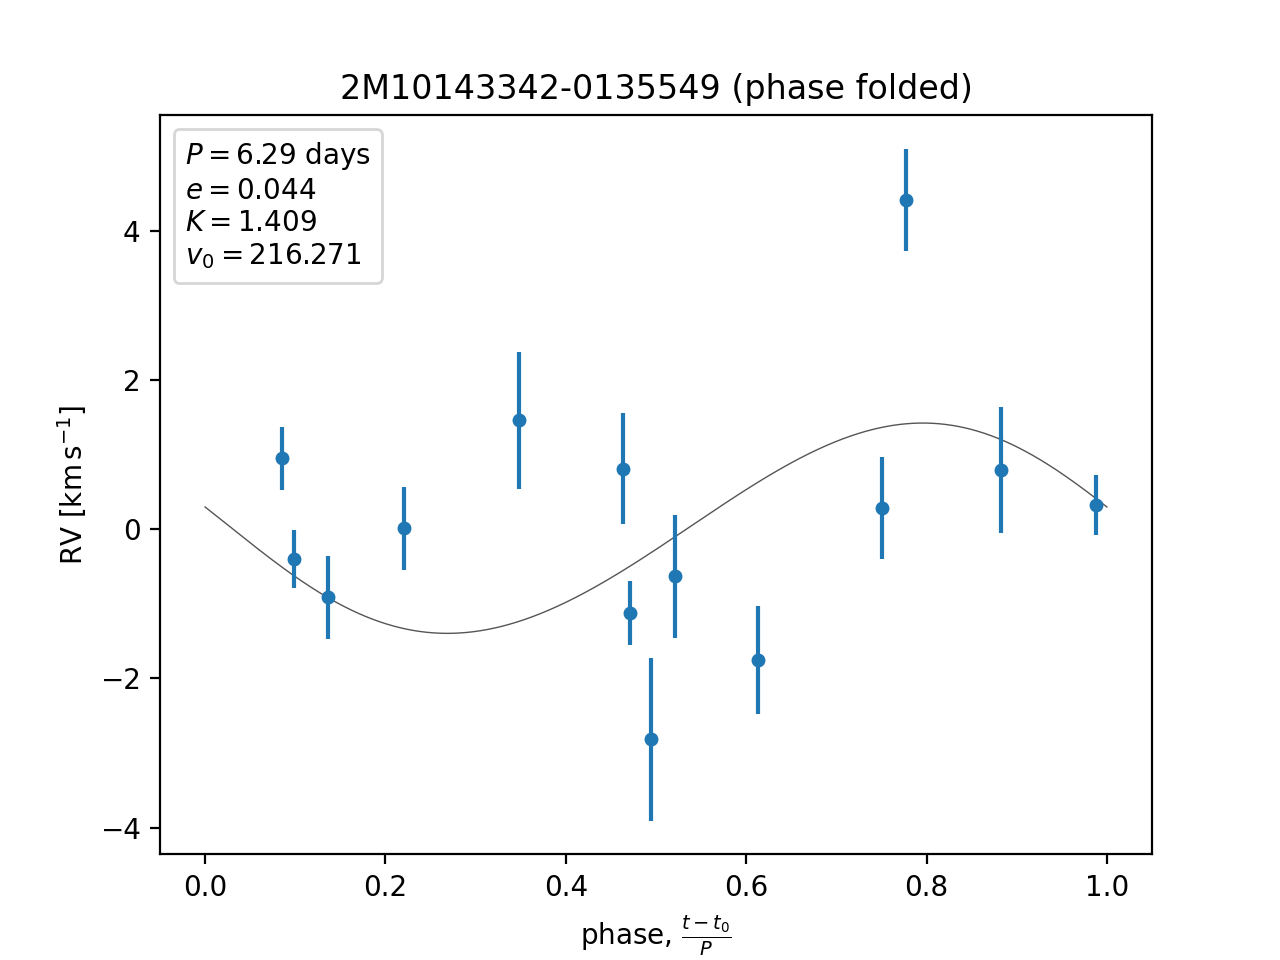 2M10143342-0135549 (phase folded)
P = 6.29 days
e = 0.044
K = 1.409
v₀ = 216.271
RV [km s⁻¹]
4
2
0
−2
−4
0.0 0.2 0.4 0.6 0.8 1.0
phase, (t − t₀)/P